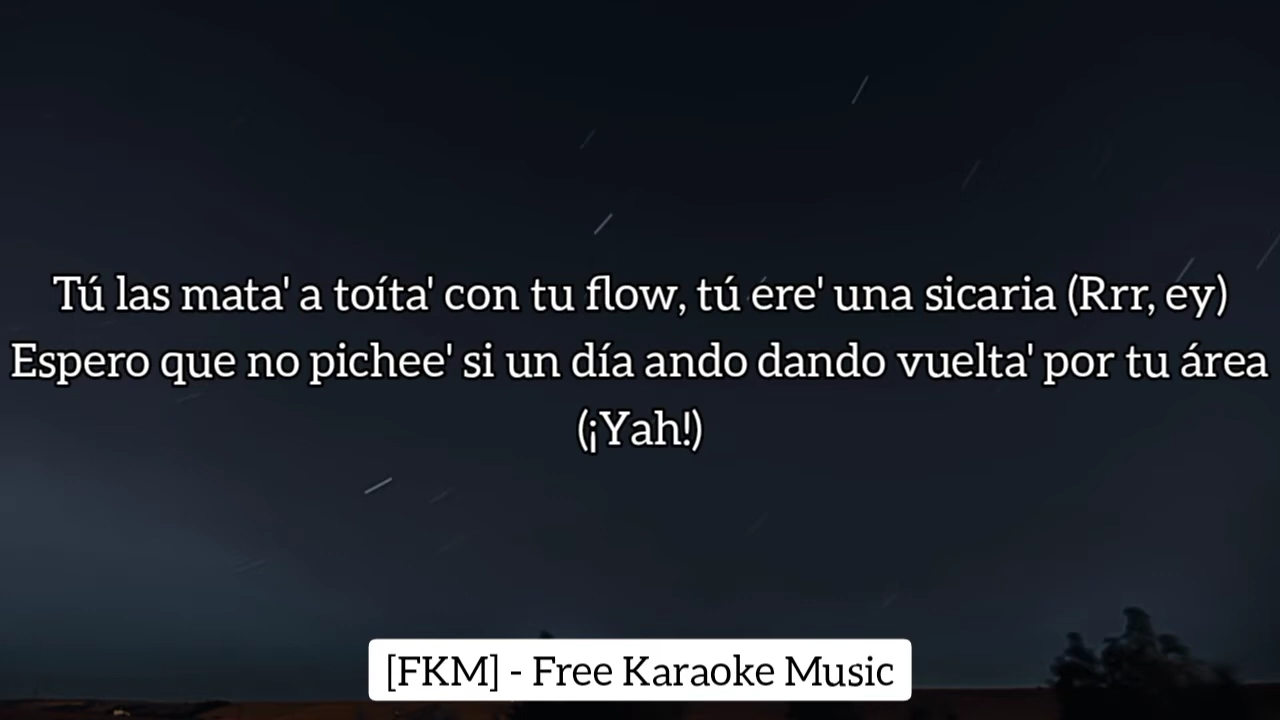 Tú las mata' a toíta' con tu flow, tú ere' una sicaria (Rrr, ey)
Espero que no pichee' si un día ando dando vuelta' por tu área
(¡Yah!)
[FKM] - Free Karaoke Music